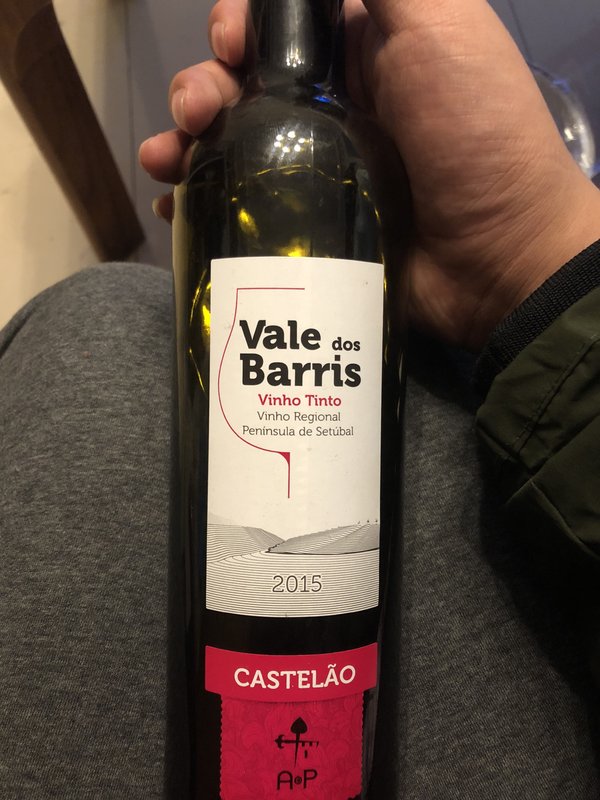 Vale dos
Barris
Vinho Tinto
Vinho Regional
Península de Setúbal
2015
CASTELÃO
A P